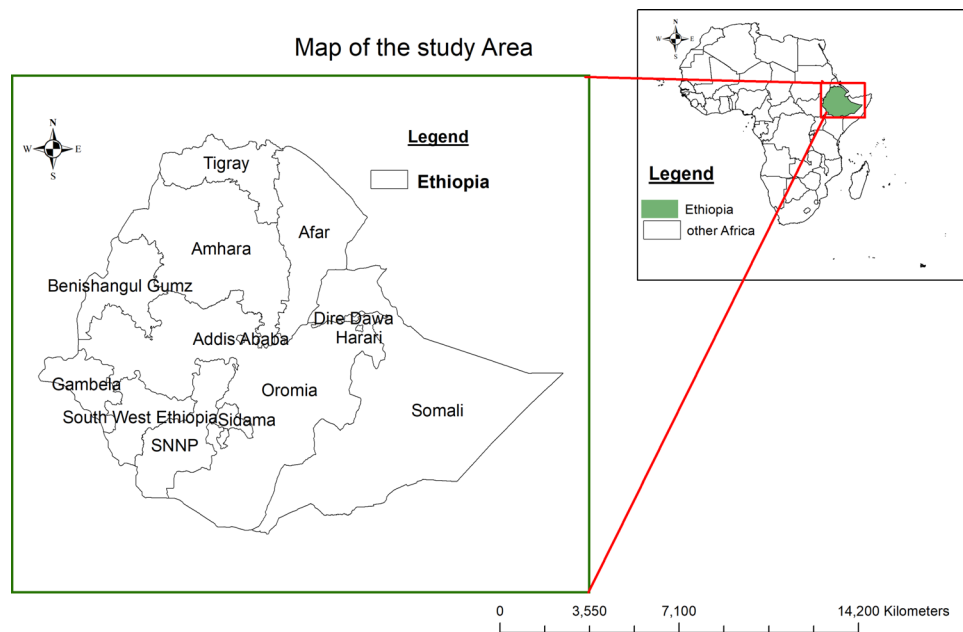 Map of the study Area
N
W E
S
Legend
Ethiopia
Tigray
Afar
Amhara
Benishangul Gumz
Dire Dawa
Addis Ababa
Harari
Gambela
Oromia
Somali
South West Ethiopia
Sidama
SNNP
N
W E
S
Legend
Ethiopia
other Africa
0 3,550 7,100 14,200 Kilometers